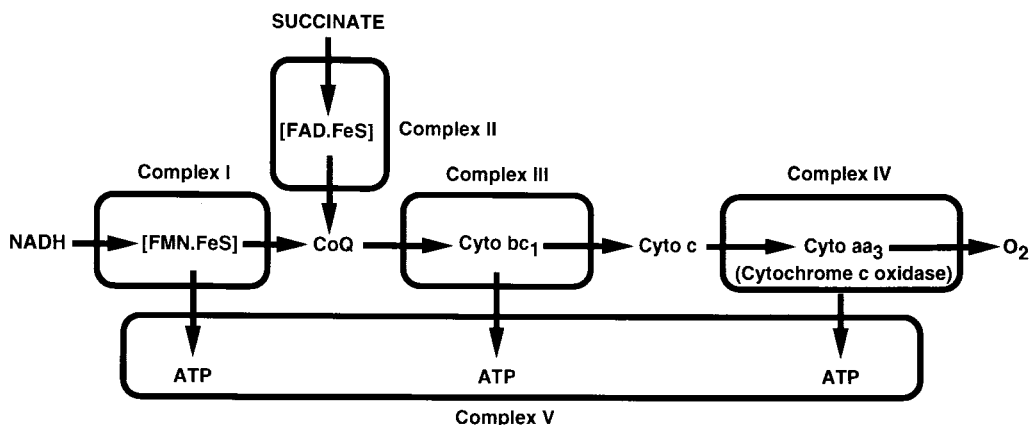 SUCCINATE
[FAD.FeS]
Complex II
Complex I
Complex III
Complex IV
NADH
[FMN.FeS]
CoQ
Cyto bc1
Cyto c
Cyto aa3
O2
(Cytochrome c oxidase)
ATP
ATP
ATP
Complex V